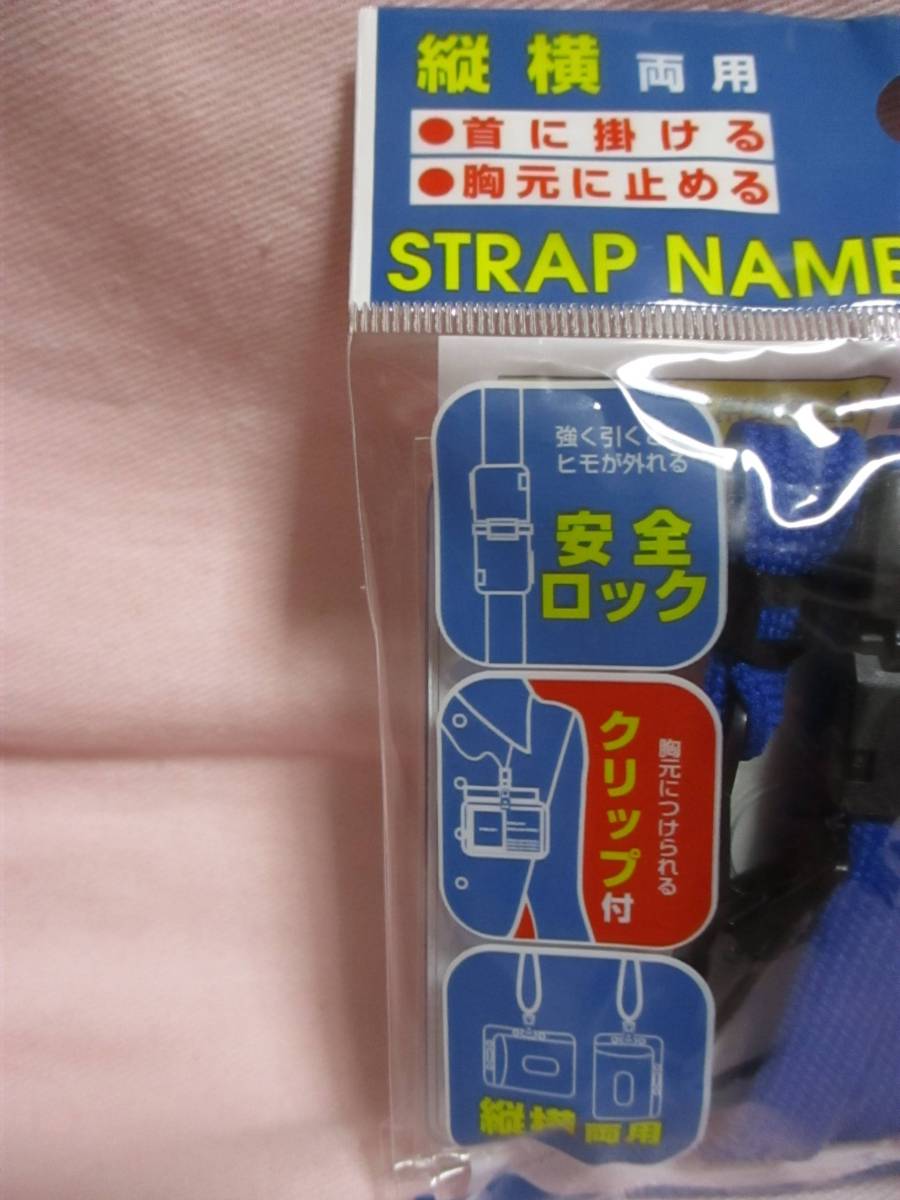 縦横両用
●首に掛ける
●胸元に止める
STRAP NAME
強く引くと
ヒモが外れる
安全
ロック
胸元につけられる
クリップ付
縦横両用